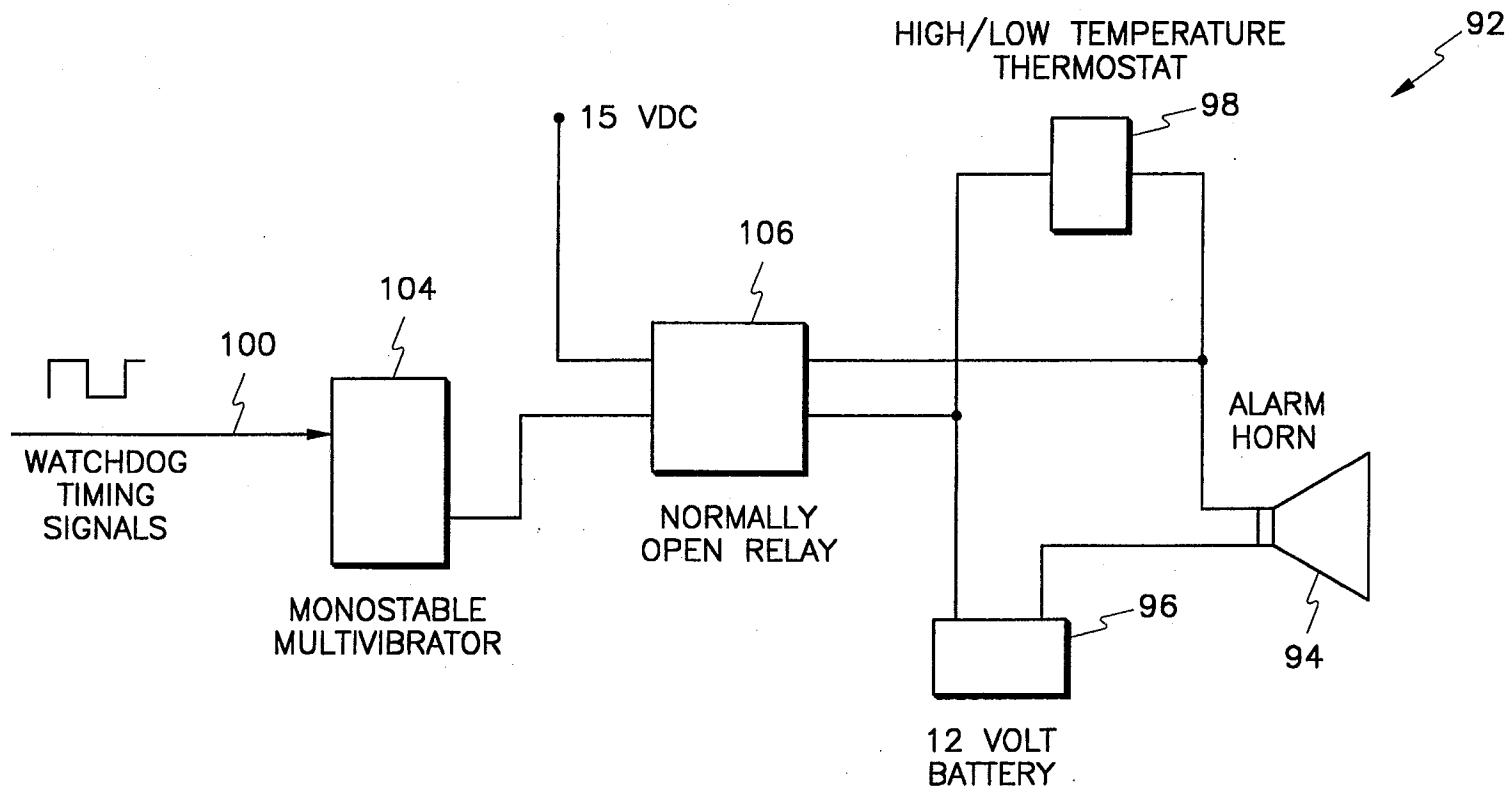 HIGH/LOW TEMPERATURE
THERMOSTAT
92
98
15 VDC
106
104
100
WATCHDOG
TIMING
SIGNALS
MONOSTABLE
MULTIVIBRATOR
NORMALLY
OPEN RELAY
ALARM
HORN
96
94
12 VOLT
BATTERY